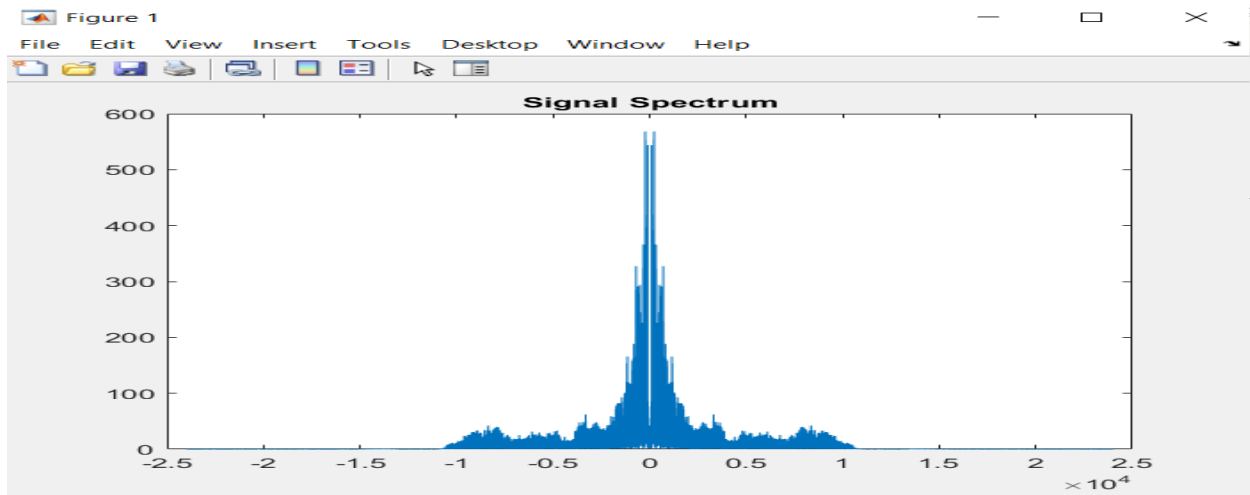 Figure 1
File Edit View Insert Tools Desktop Window Help
Signal Spectrum
600
500
400
300
200
100
0
-2.5 -2 -1.5 -1 -0.5 0 0.5 1 1.5 2 2.5
×10⁴